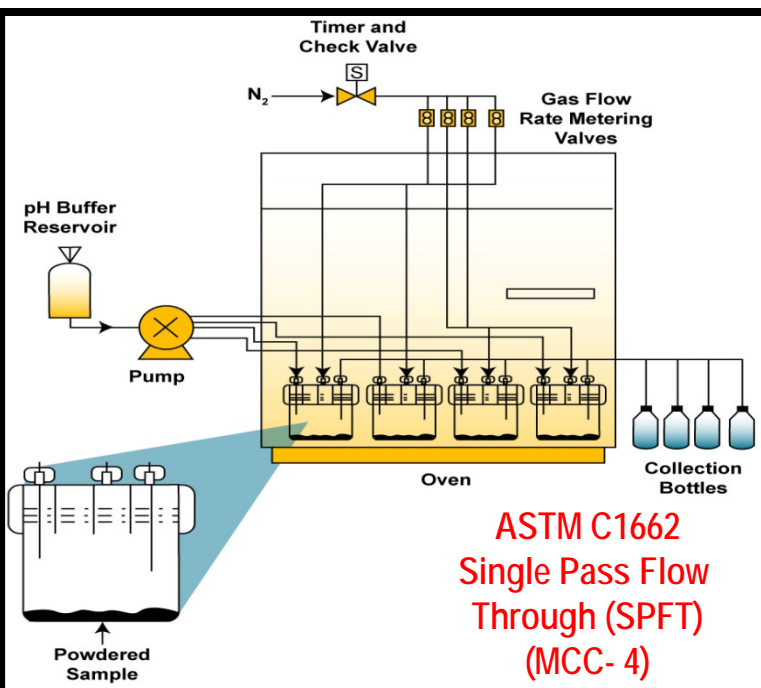 Timer and
Check Valve
S
N₂
Gas Flow
Rate Metering
Valves
pH Buffer
Reservoir
Pump
Oven
Collection
Bottles
ASTM C1662
Single Pass Flow
Through (SPFT)
(MCC- 4)
Powdered
Sample